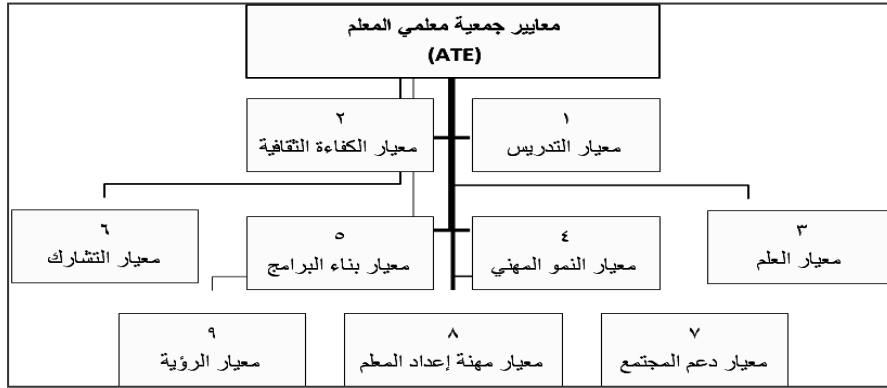 معايير جمعية معلمي المعلم
(ATE)
١
معيار التدريس
٢
معيار الكفاءة الثقافية
٣
معيار العلم
٤
معيار النمو المهني
٥
معيار بناء البرامج
٦
معيار التشارك
٧
معيار دعم المجتمع
٨
معيار مهنة إعداد المعلم
٩
معيار الرؤية